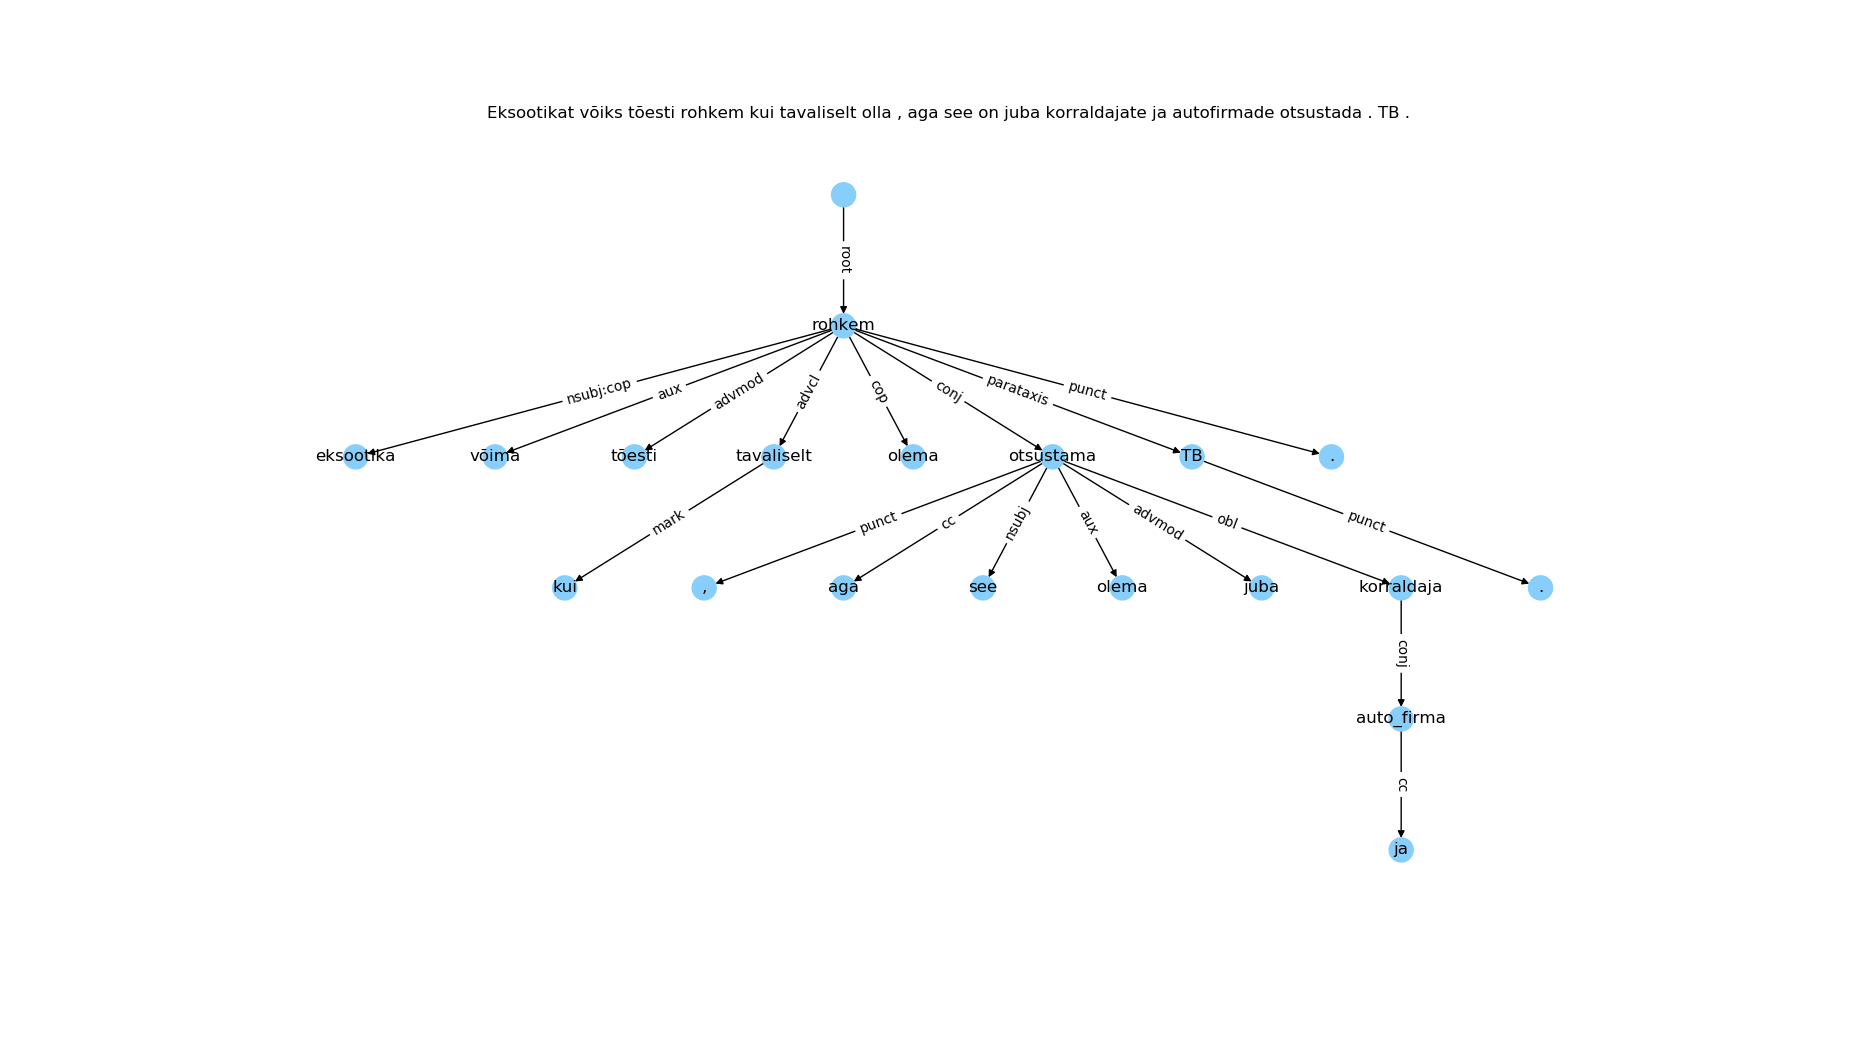 Eksootikat võiks tõesti rohkem kui tavaliselt olla , aga see on juba korraldajate ja autofirmade otsustada . TB .
root
rohkem
nsubj:cop aux advmod advcl cop conj parataxis punct
eksootika võima tõesti tavaliselt olema otsustama TB .
mark punct cc nsubj aux advmod obl punct
kui , aga see olema juba korraldaja .
conj
auto_firma
cc
ja